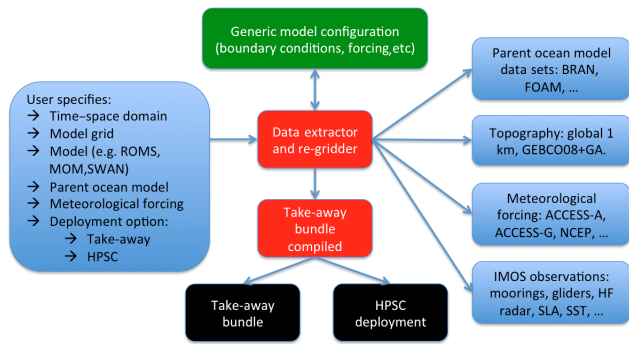 Generic model configuration
(boundary conditions, forcing,etc)
User specifies:
→ Time–space domain
→ Model grid
→ Model (e.g. ROMS,
MOM,SWAN)
→ Parent ocean model
→ Meteorological forcing
→ Deployment option:
→ Take-away
→ HPSC
Data extractor
and re-gridder
Take-away
bundle
compiled
Take-away
bundle
HPSC
deployment
Parent ocean model
data sets: BRAN,
FOAM, ...
Topography: global 1
km, GEBCO08+GA.
Meteorological
forcing: ACCESS-A,
ACCESS-G, NCEP, ...
IMOS observations:
moorings, gliders, HF
radar, SLA, SST, ...